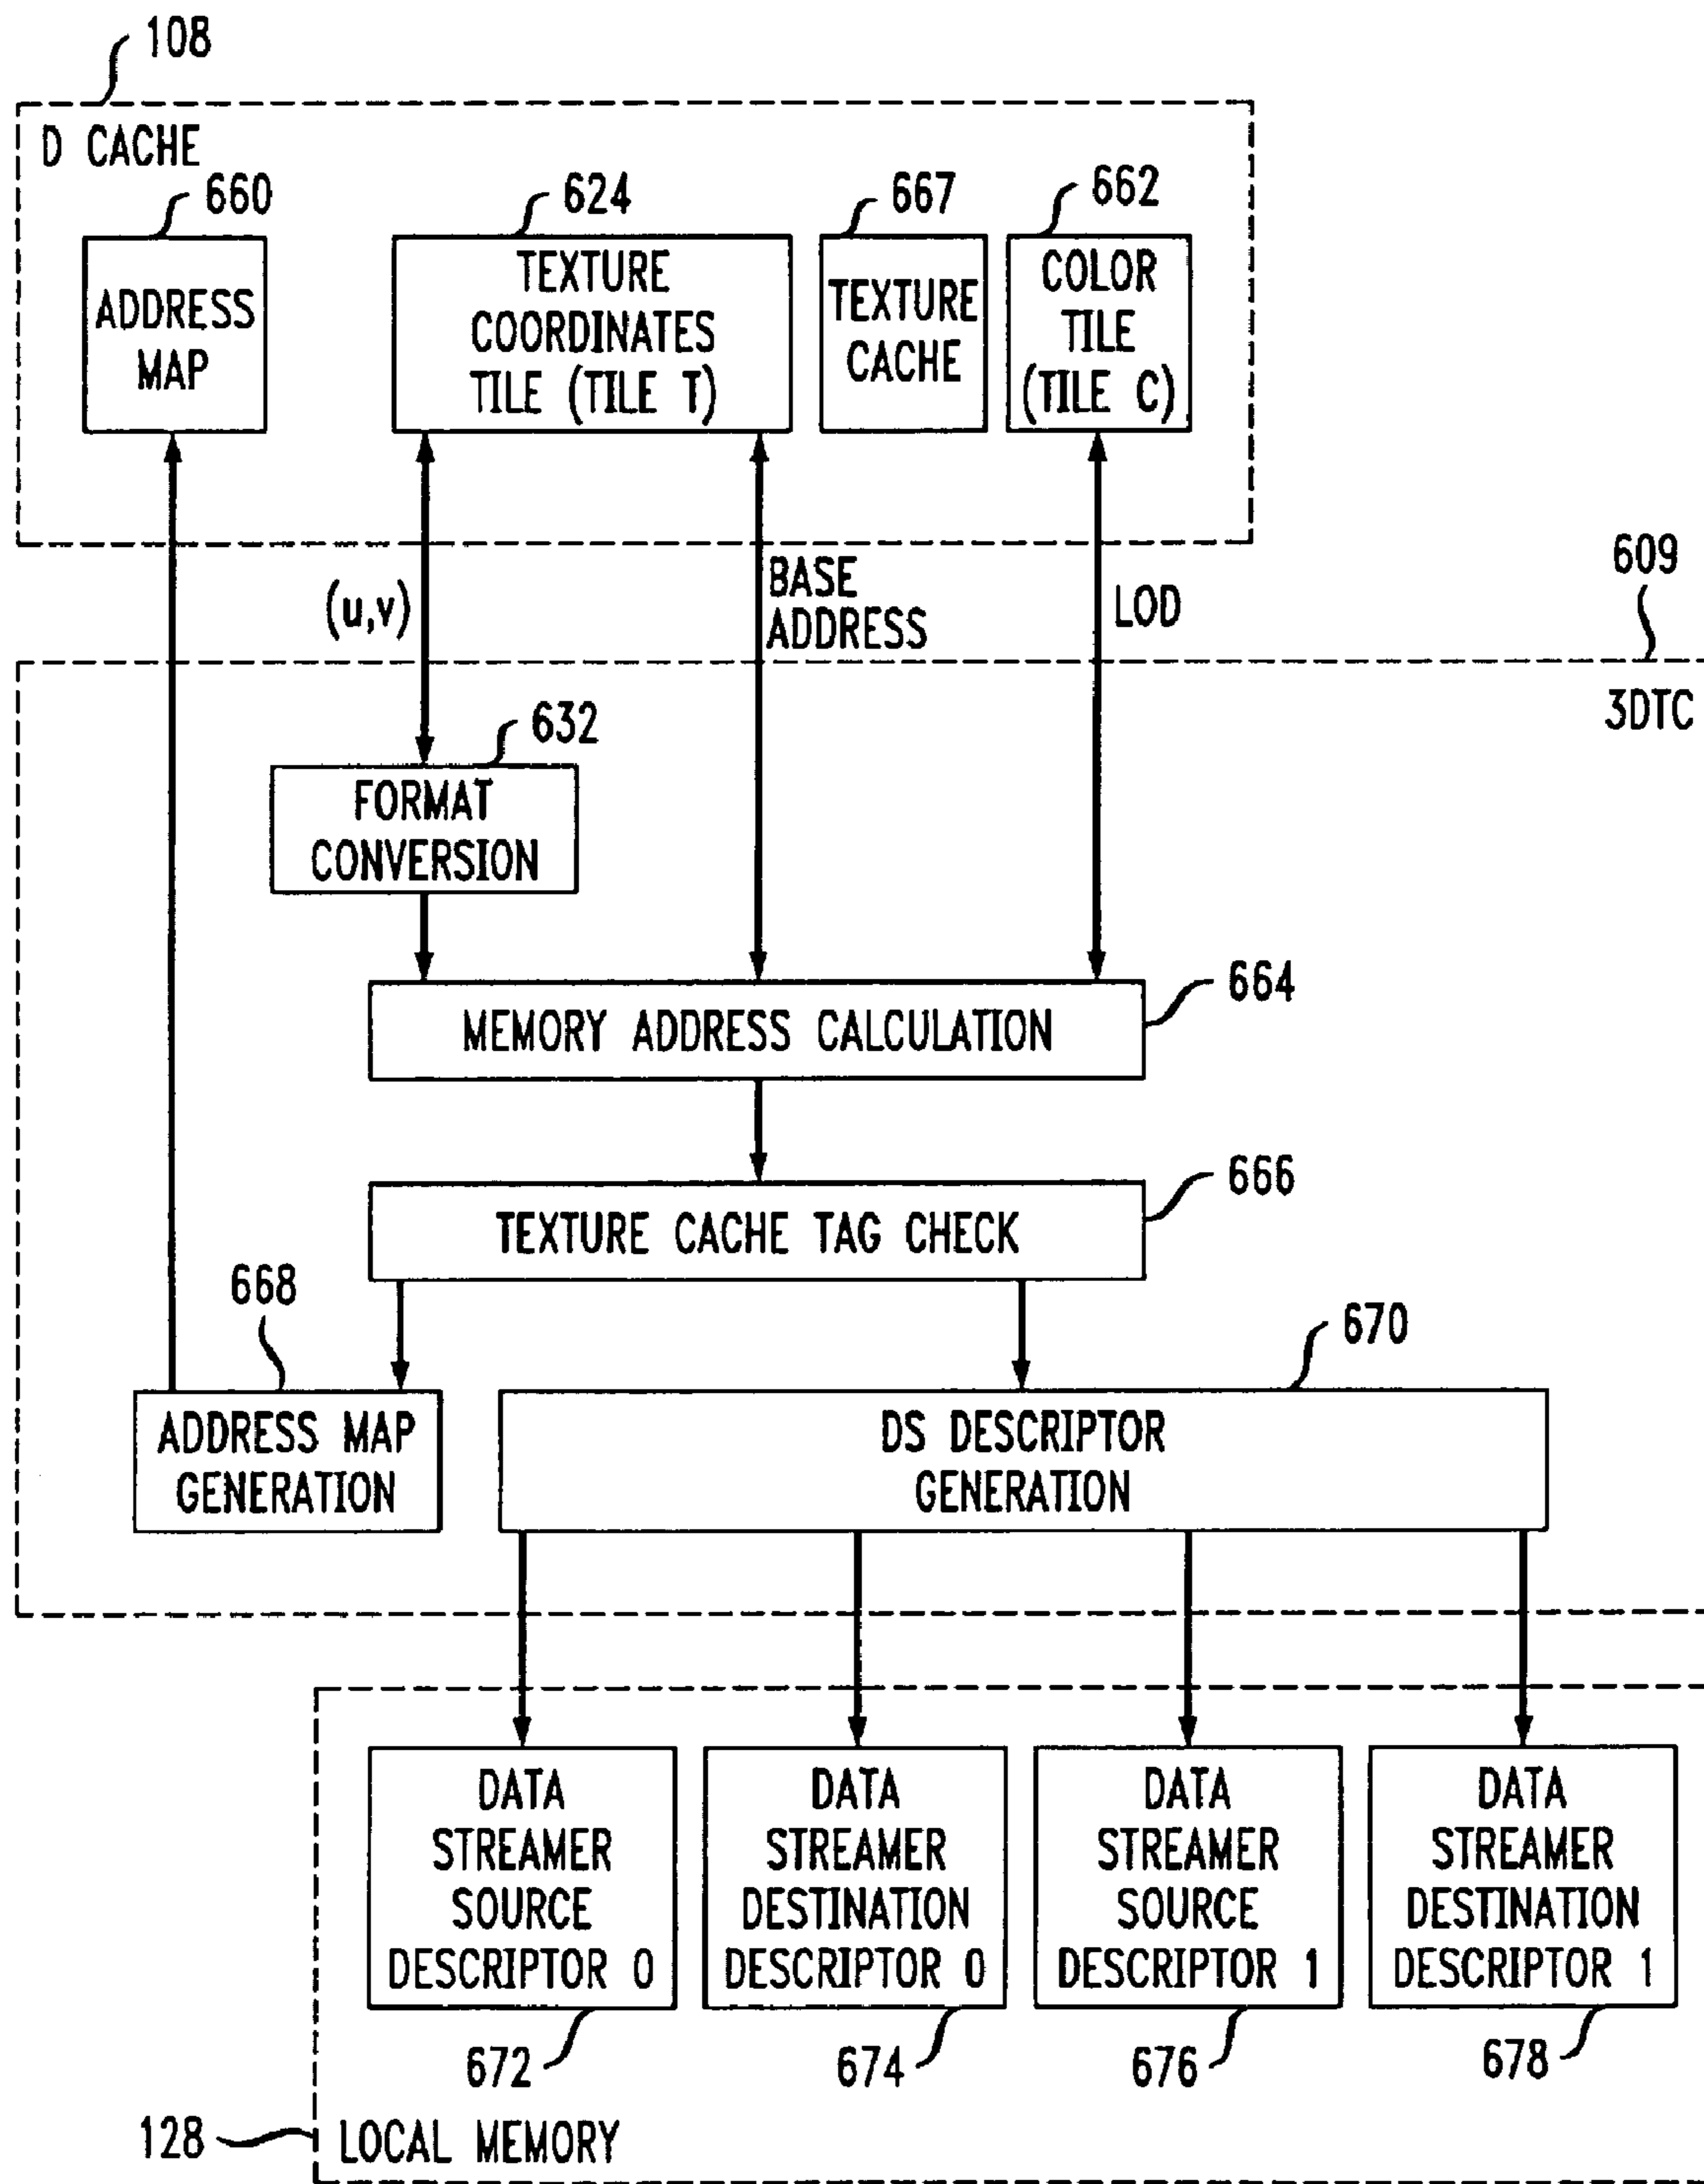 108
D CACHE
660
624
667
662
ADDRESS
MAP
TEXTURE
COORDINATES
TILE (TILE T)
TEXTURE
CACHE
COLOR
TILE
(TILE C)
(u,v)
BASE
ADDRESS
LOD
609
3DTC
632
FORMAT
CONVERSION
664
MEMORY ADDRESS CALCULATION
666
TEXTURE CACHE TAG CHECK
668
670
ADDRESS MAP
GENERATION
DS DESCRIPTOR
GENERATION
DATA
STREAMER
SOURCE
DESCRIPTOR 0
DATA
STREAMER
DESTINATION
DESCRIPTOR 0
DATA
STREAMER
SOURCE
DESCRIPTOR 1
DATA
STREAMER
DESTINATION
DESCRIPTOR 1
672
674
676
678
128
LOCAL MEMORY